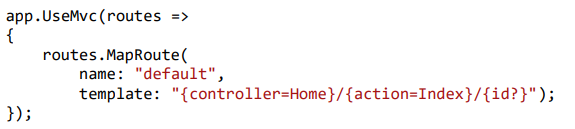 app.UseMvc(routes =>
{
    routes.MapRoute(
        name: "default",
        template: "{controller=Home}/{action=Index}/{id?}");
});